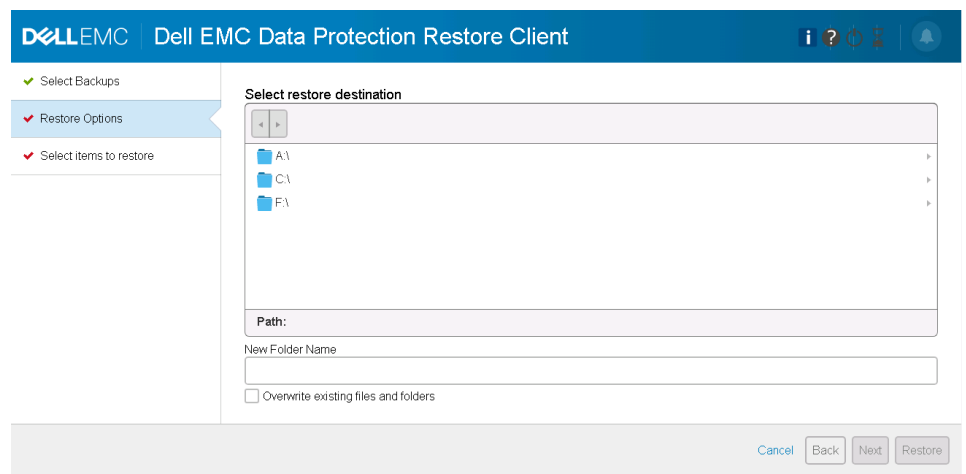 DELLEMC Dell EMC Data Protection Restore Client
Select Backups
Restore Options
Select items to restore
Select restore destination
A:\
C:\
F:\
Path:
New Folder Name
Overwrite existing files and folders
Cancel Back Next Restore